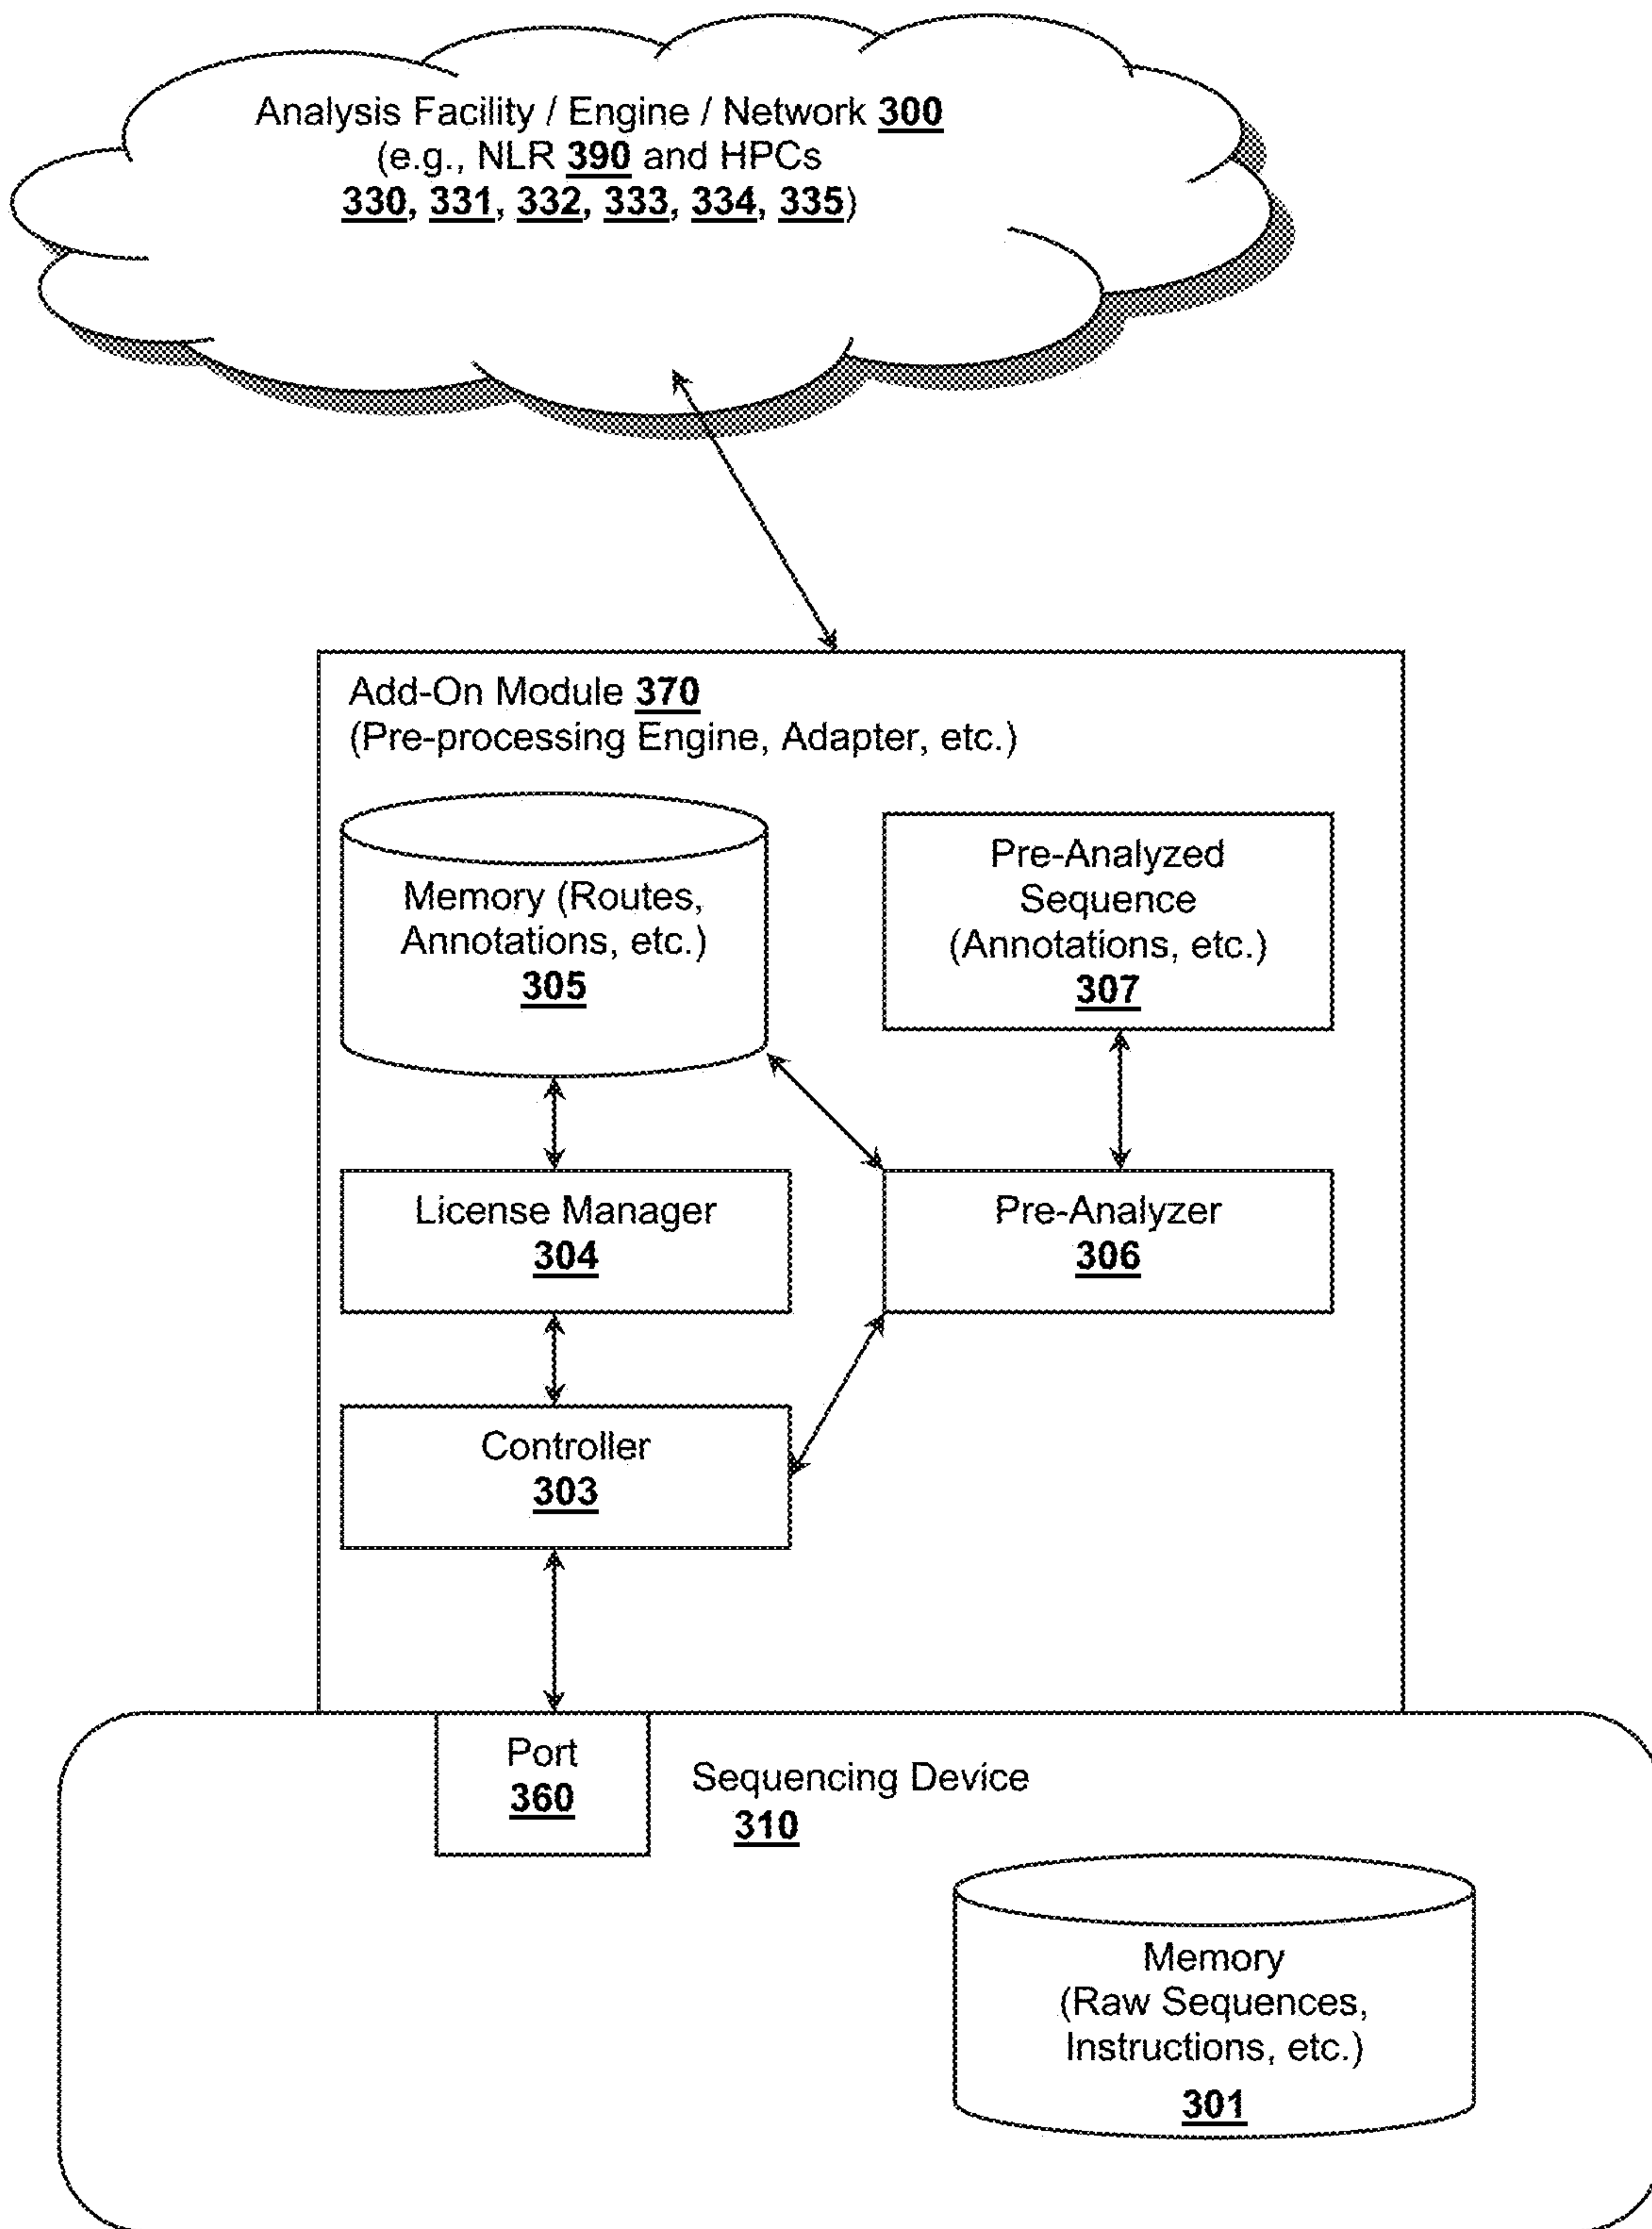 Analysis Facility / Engine / Network 300
(e.g., NLR 390 and HPCs
330, 331, 332, 333, 334, 335)
Add-On Module 370
(Pre-processing Engine, Adapter, etc.)
Memory (Routes,
Annotations, etc.)
305
Pre-Analyzed
Sequence
(Annotations, etc.)
307
License Manager
304
Pre-Analyzer
306
Controller
303
Port
360
Sequencing Device
310
Memory
(Raw Sequences,
Instructions, etc.)
301